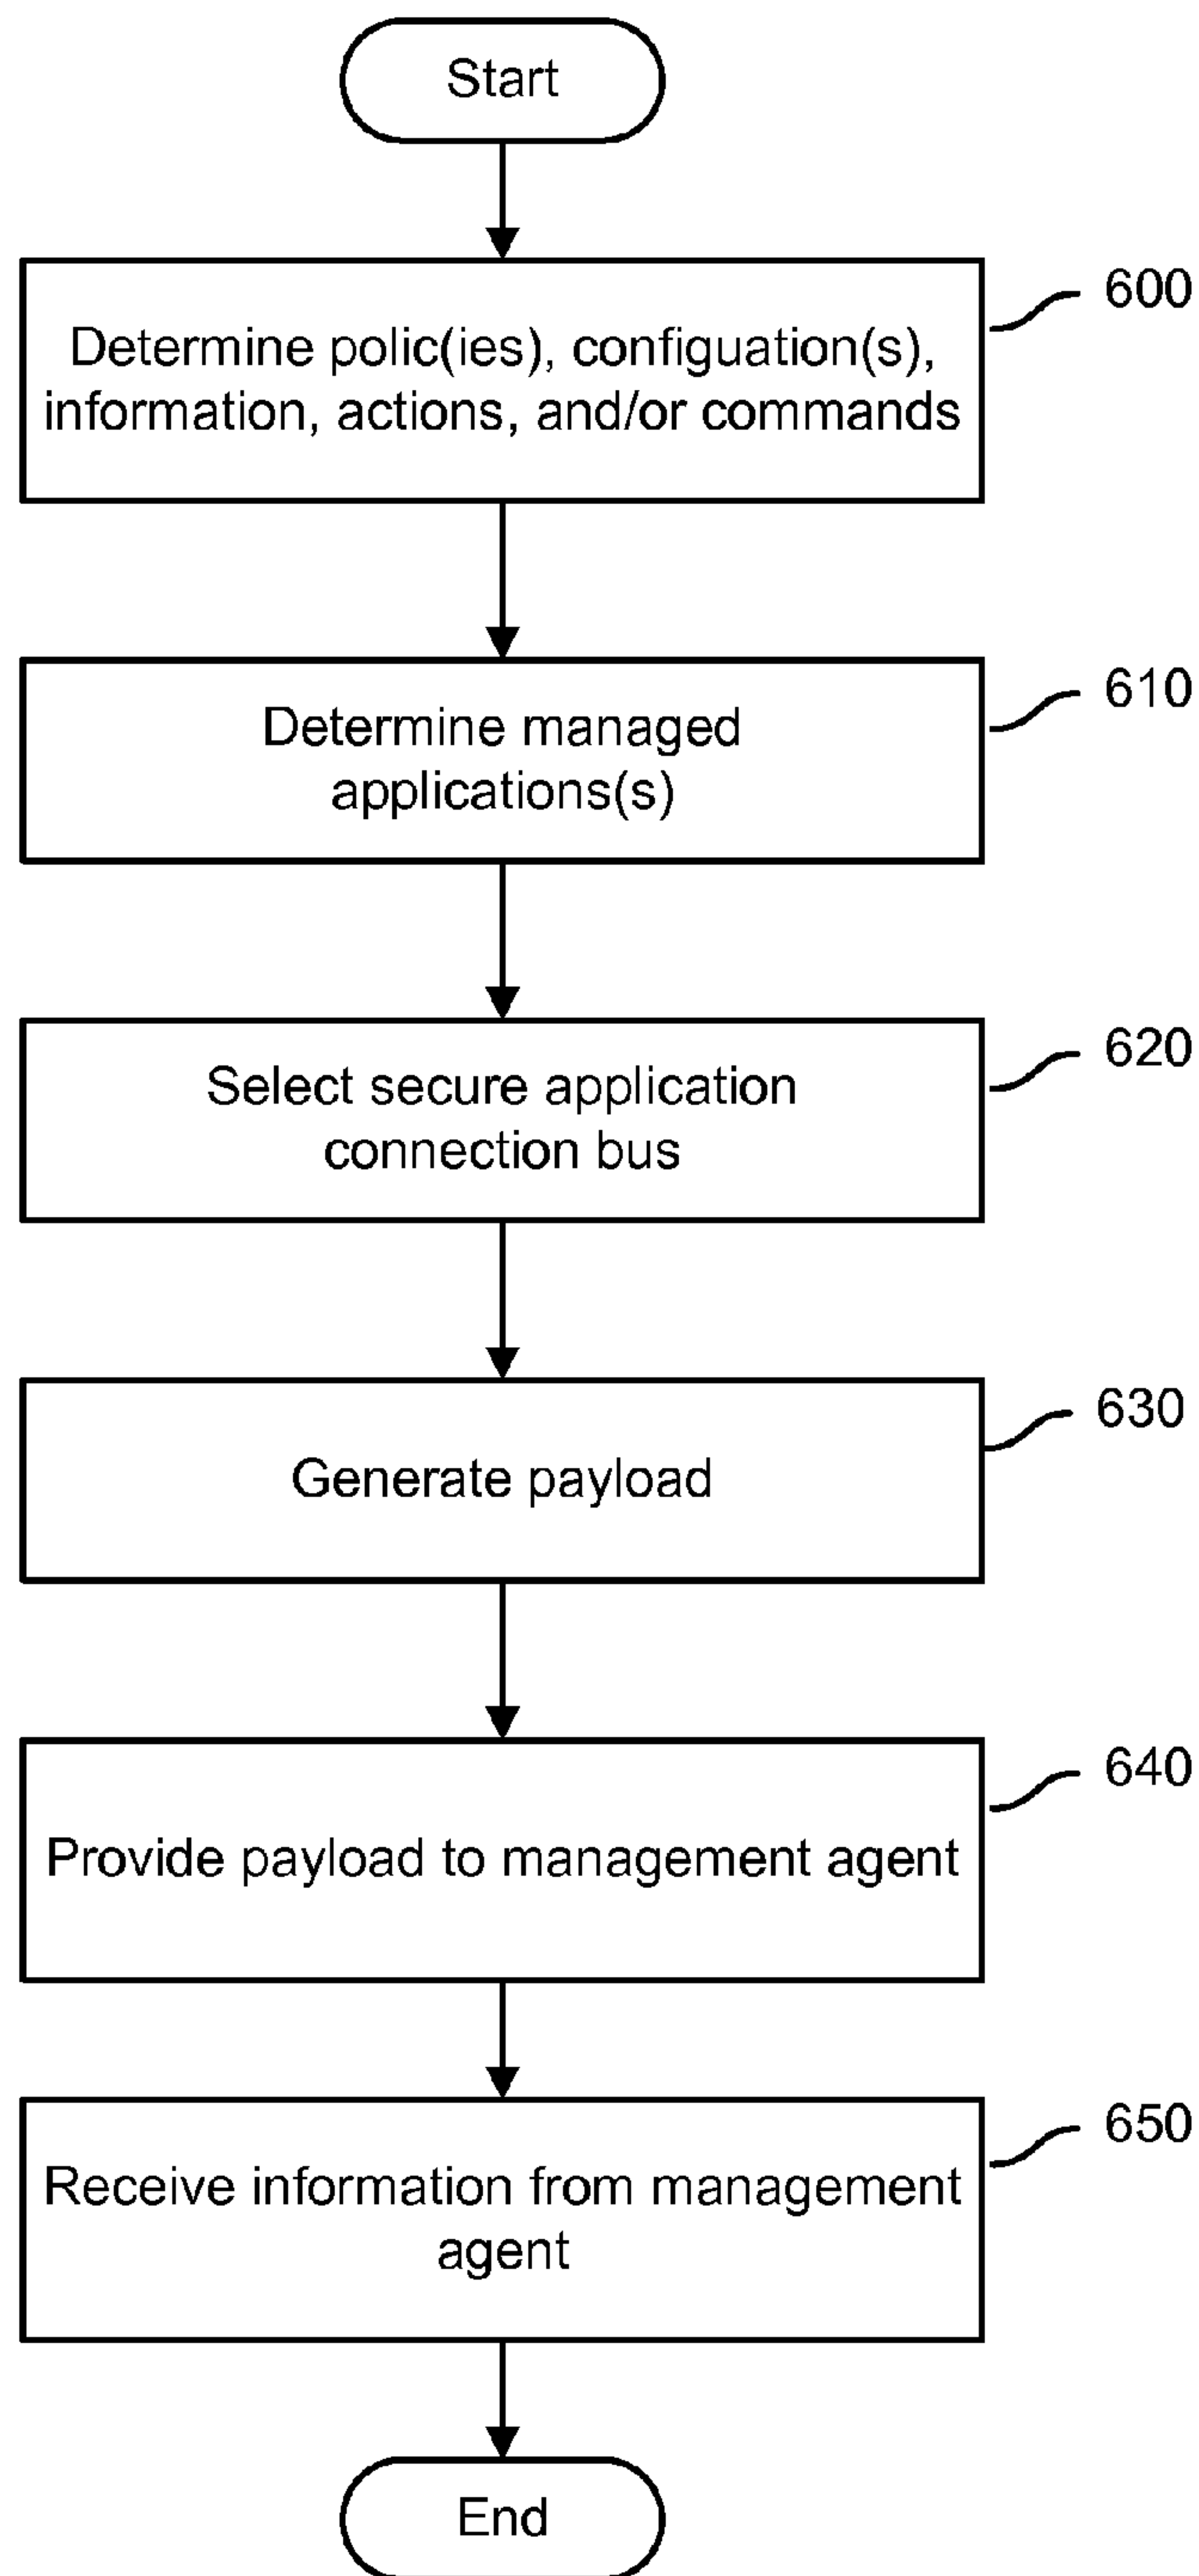 Start
600
Determine polic(ies), configuation(s),
information, actions, and/or commands
610
Determine managed
applications(s)
620
Select secure application
connection bus
630
Generate payload
640
Provide payload to management agent
650
Receive information from management
agent
End